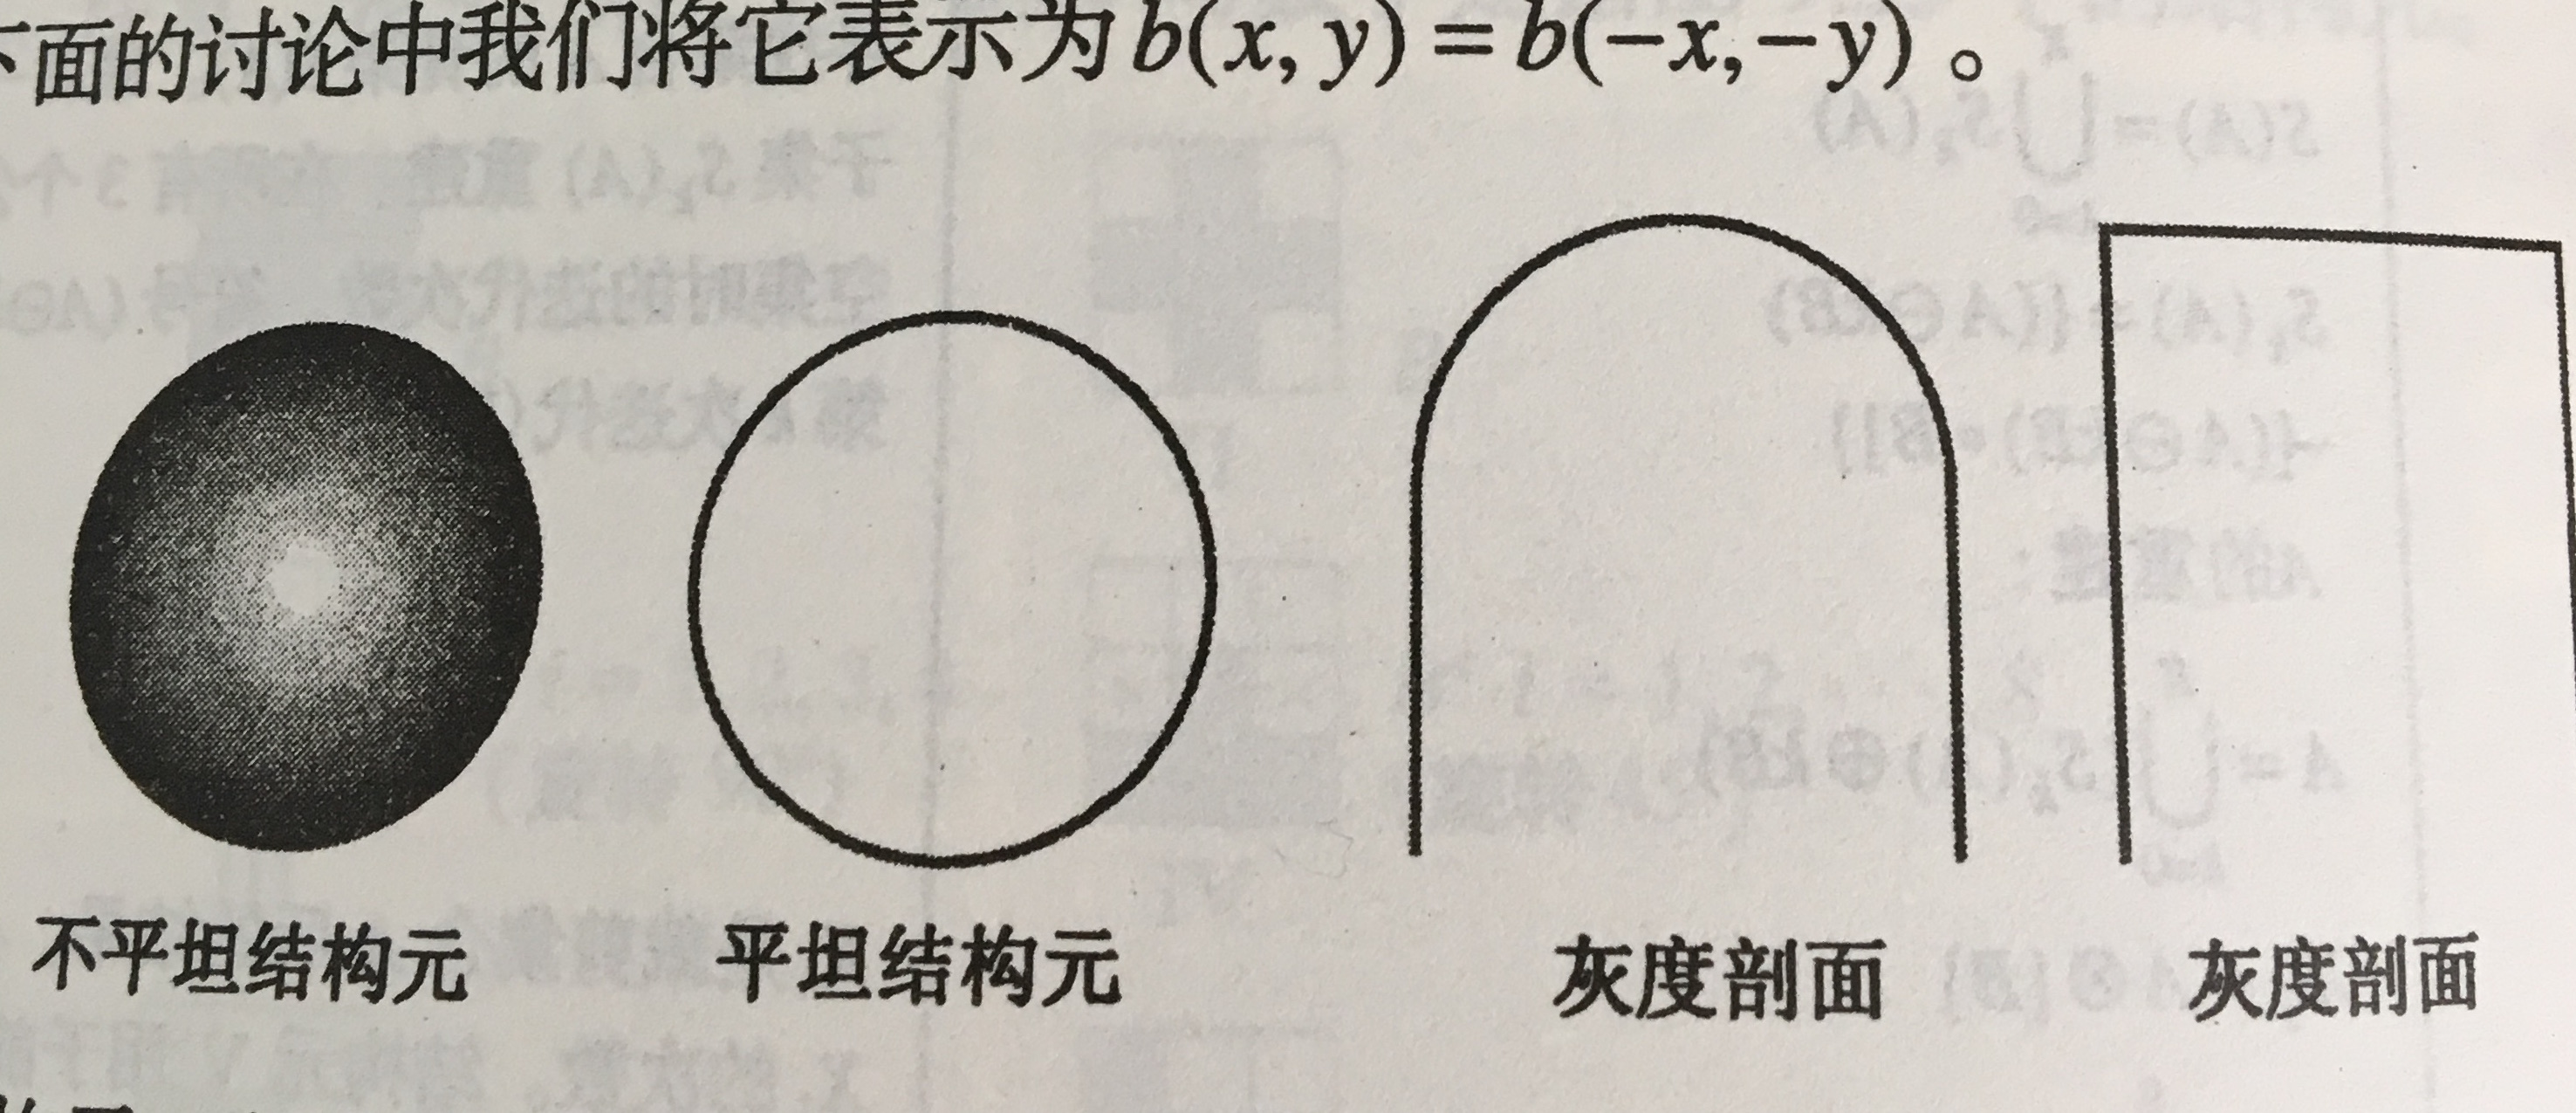 下面的讨论中我们将它表示为 b(x, y) = b(−x, −y) 。
不平坦结构元
平坦结构元
灰度剖面
灰度剖面